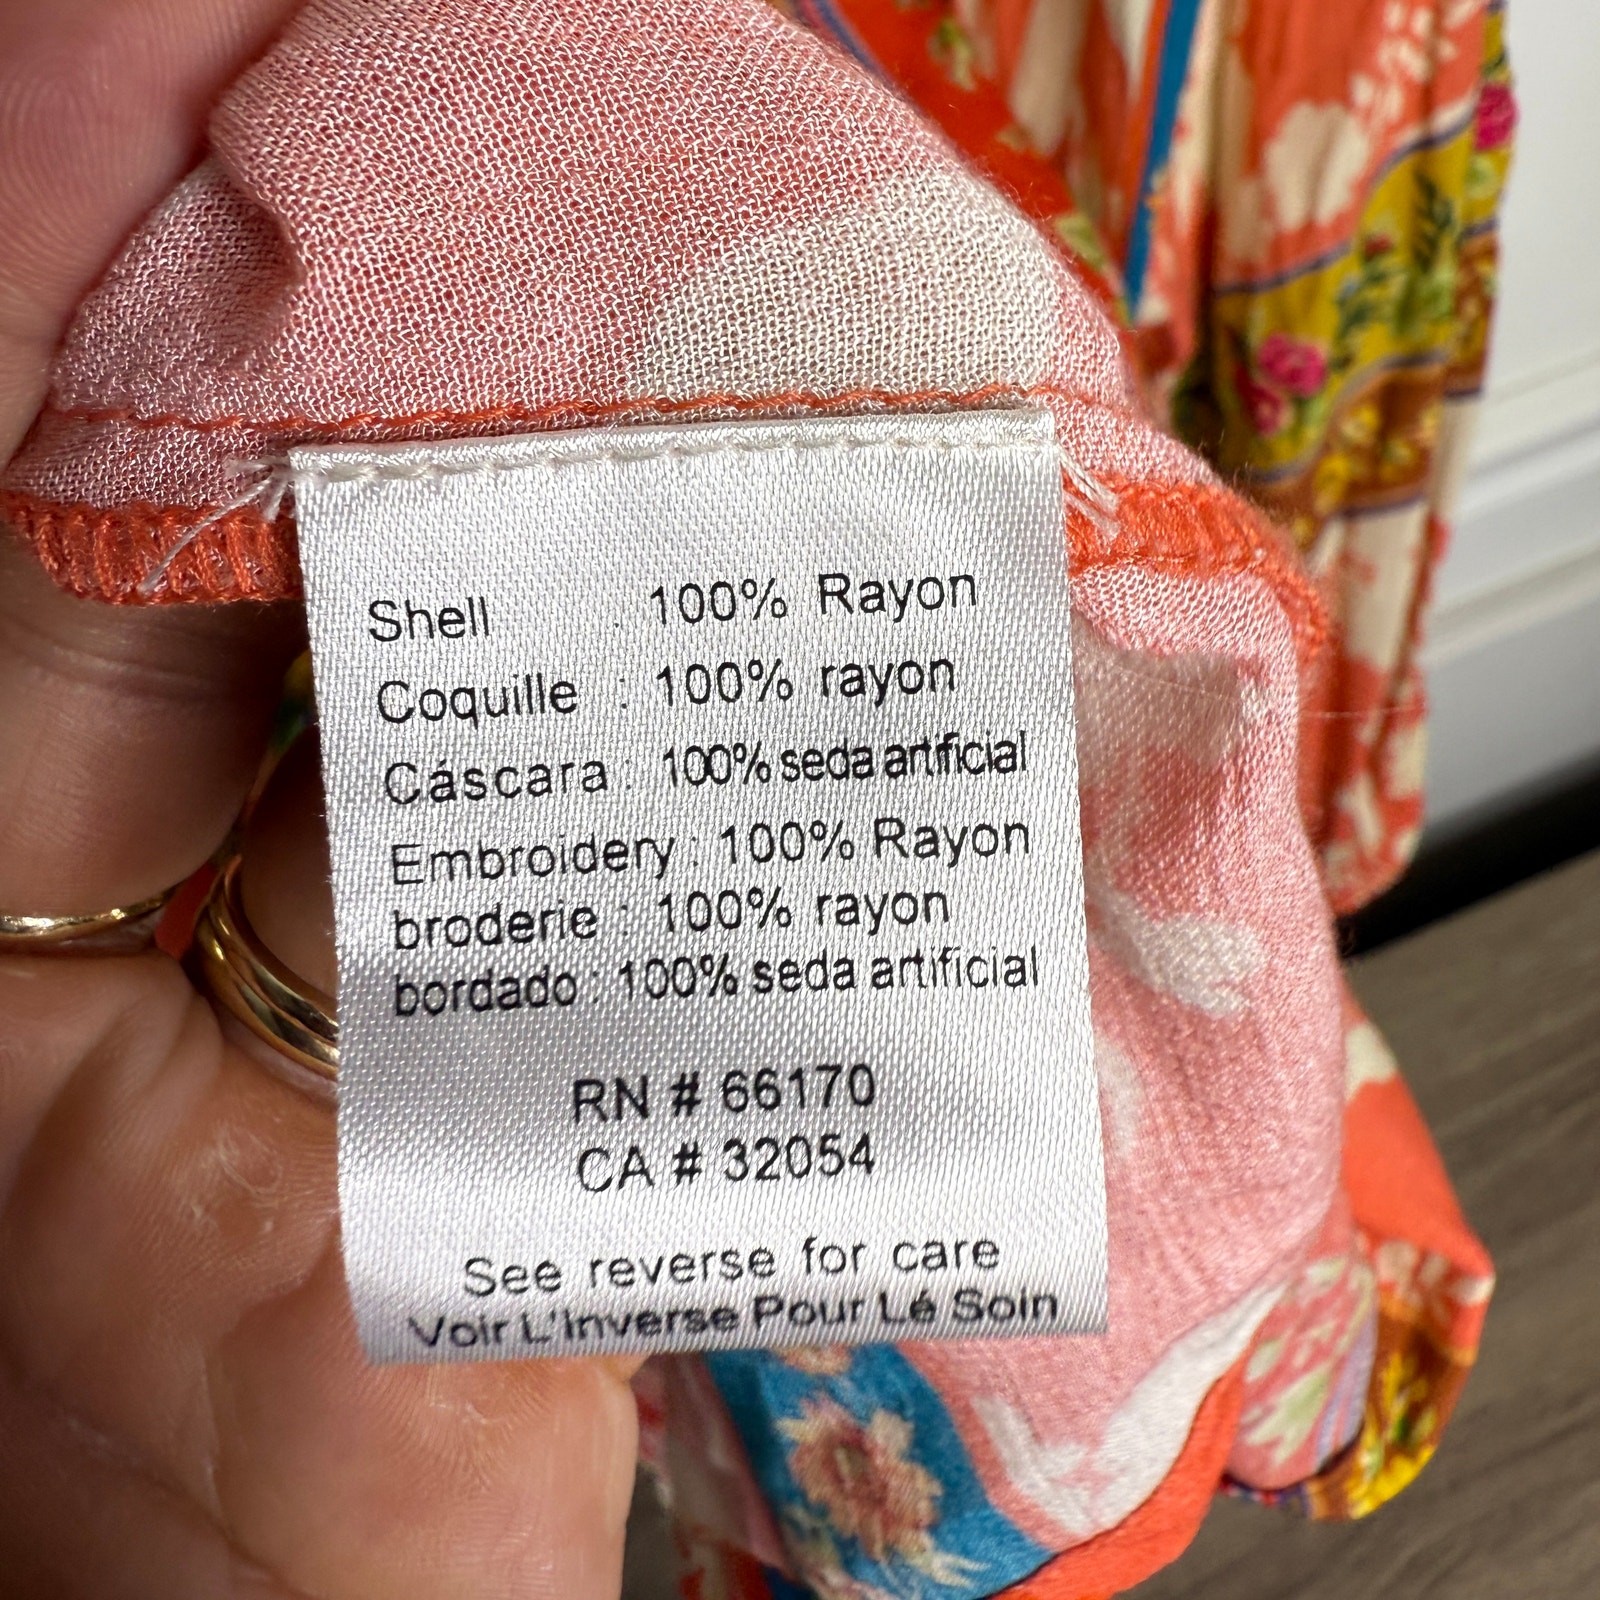 Shell : 100% Rayon
Coquille : 100% rayon
Cáscara : 100% seda artificial
Embroidery : 100% Rayon
broderie : 100% rayon
bordado : 100% seda artificial
RN # 66170
CA # 32054
See reverse for care
Voir L'Inverse Pour Lé Soin